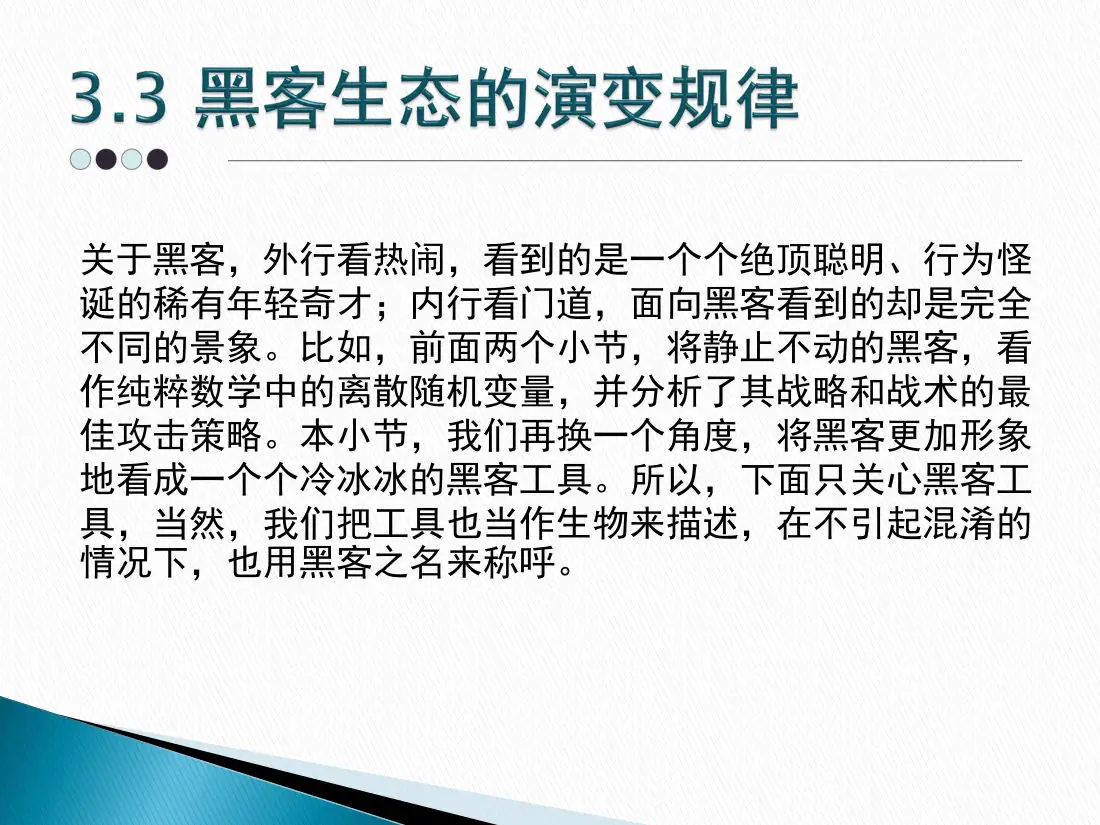 3.3 黑客生态的演变规律
关于黑客，外行看热闹，看到的是一个个绝顶聪明、行为怪
诞的稀有年轻奇才；内行看门道，面向黑客看到的却是完全
不同的景象。比如，前面两个小节，将静止不动的黑客，看
作纯粹数学中的离散随机变量，并分析了其战略和战术的最
佳攻击策略。本小节，我们再换一个角度，将黑客更加形象
地看成一个个冷冰冰的黑客工具。所以，下面只关心黑客工
具，当然，我们把工具也当作生物来描述，在不引起混淆的
情况下，也用黑客之名来称呼。